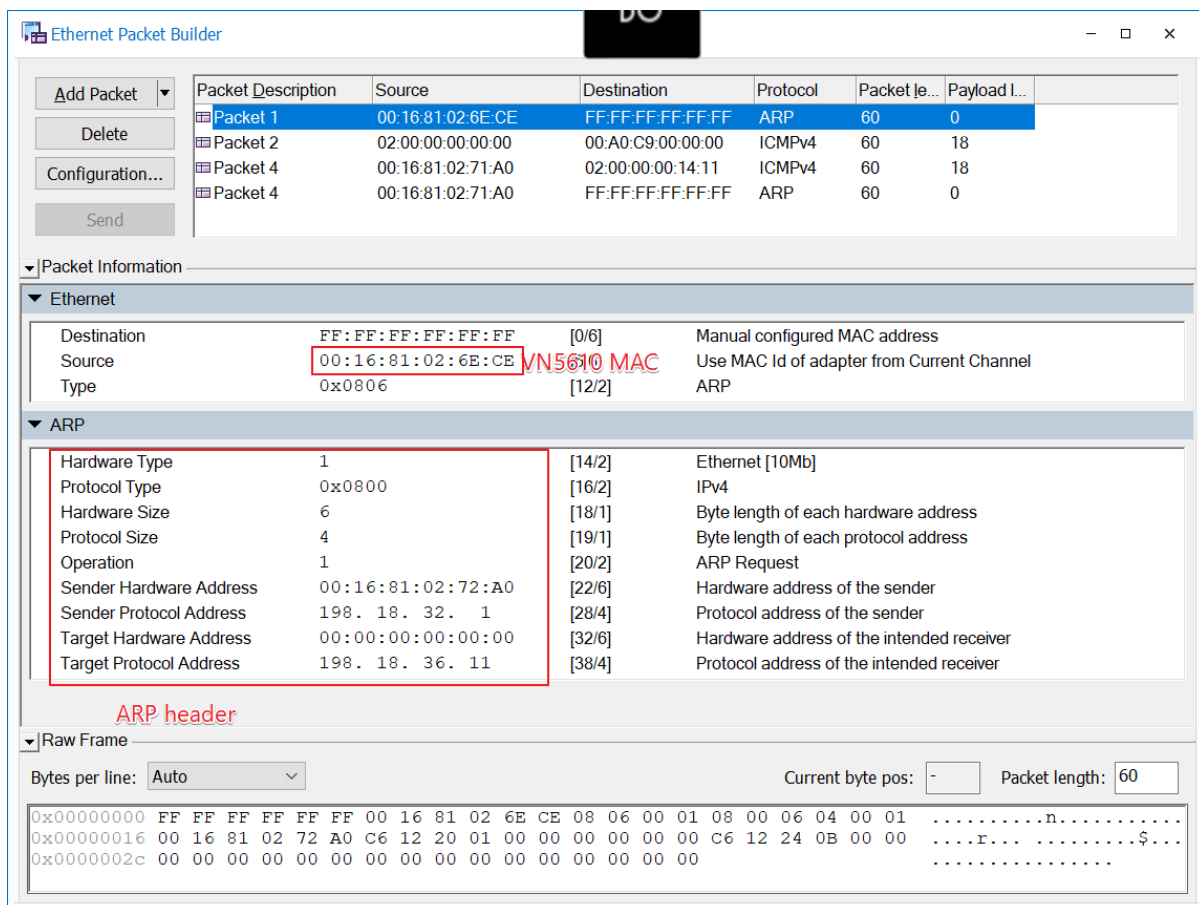 BO
Ethernet Packet Builder
Add Packet
Delete
Configuration...
Send
Packet Description Source Destination Protocol Packet le... Payload l...
Packet 1 00:16:81:02:6E:CE FF:FF:FF:FF:FF:FF ARP 60 0
Packet 2 02:00:00:00:00:00 00:A0:C9:00:00:00 ICMPv4 60 18
Packet 4 00:16:81:02:71:A0 02:00:00:00:14:11 ICMPv4 60 18
Packet 4 00:16:81:02:71:A0 FF:FF:FF:FF:FF:FF ARP 60 0
Packet Information
Ethernet
Destination FF:FF:FF:FF:FF:FF [0/6] Manual configured MAC address
Source 00:16:81:02:6E:CE VN5610 MAC Use MAC Id of adapter from Current Channel
Type 0x0806 [12/2] ARP
ARP
Hardware Type 1 [14/2] Ethernet [10Mb]
Protocol Type 0x0800 [16/2] IPv4
Hardware Size 6 [18/1] Byte length of each hardware address
Protocol Size 4 [19/1] Byte length of each protocol address
Operation 1 [20/2] ARP Request
Sender Hardware Address 00:16:81:02:72:A0 [22/6] Hardware address of the sender
Sender Protocol Address 198. 18. 32. 1 [28/4] Protocol address of the sender
Target Hardware Address 00:00:00:00:00:00 [32/6] Hardware address of the intended receiver
Target Protocol Address 198. 18. 36. 11 [38/4] Protocol address of the intended receiver
ARP header
Raw Frame
Bytes per line: Auto Current byte pos: - Packet length: 60
0x00000000 FF FF FF FF FF FF 00 16 81 02 6E CE 08 06 00 01 08 00 06 04 00 01 ..........n...........
0x00000016 00 16 81 02 72 A0 C6 12 20 01 00 00 00 00 00 00 C6 12 24 0B 00 00 ....r... .........$...
0x0000002c 00 00 00 00 00 00 00 00 00 00 00 00 00 00 00 00 ................